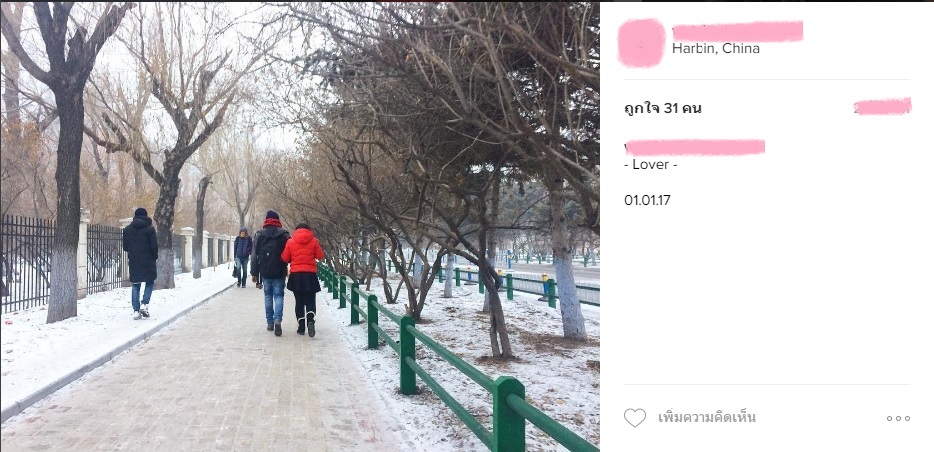 Harbin, China
ถูกใจ 31 คน
- Lover -
01.01.17
เพิ่มความคิดเห็น